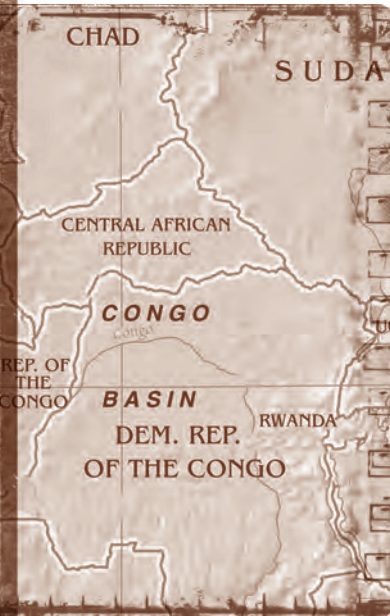 CHAD
SUDA
CENTRAL AFRICAN
REPUBLIC
CONGO
Congo
REP. OF
THE
CONGO
BASIN
RWANDA
DEM. REP.
OF THE CONGO